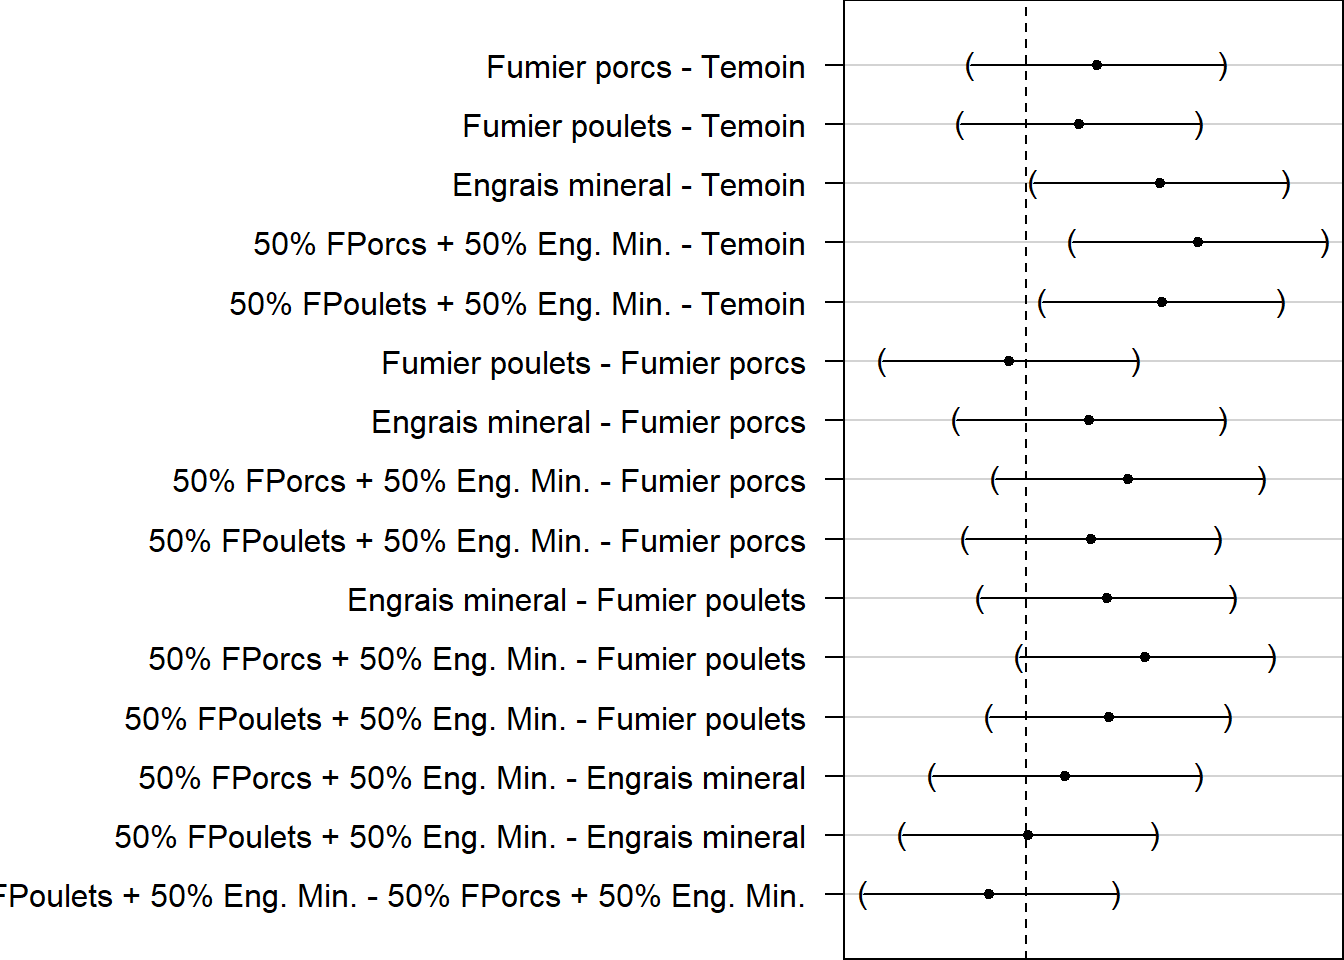 Fumier porcs - Temoin
Fumier poulets - Temoin
Engrais mineral - Temoin
50% FPorcs + 50% Eng. Min. - Temoin
50% FPoulets + 50% Eng. Min. - Temoin
Fumier poulets - Fumier porcs
Engrais mineral - Fumier porcs
50% FPorcs + 50% Eng. Min. - Fumier porcs
50% FPoulets + 50% Eng. Min. - Fumier porcs
Engrais mineral - Fumier poulets
50% FPorcs + 50% Eng. Min. - Fumier poulets
50% FPoulets + 50% Eng. Min. - Fumier poulets
50% FPorcs + 50% Eng. Min. - Engrais mineral
50% FPoulets + 50% Eng. Min. - Engrais mineral
FPoulets + 50% Eng. Min. - 50% FPorcs + 50% Eng. Min.